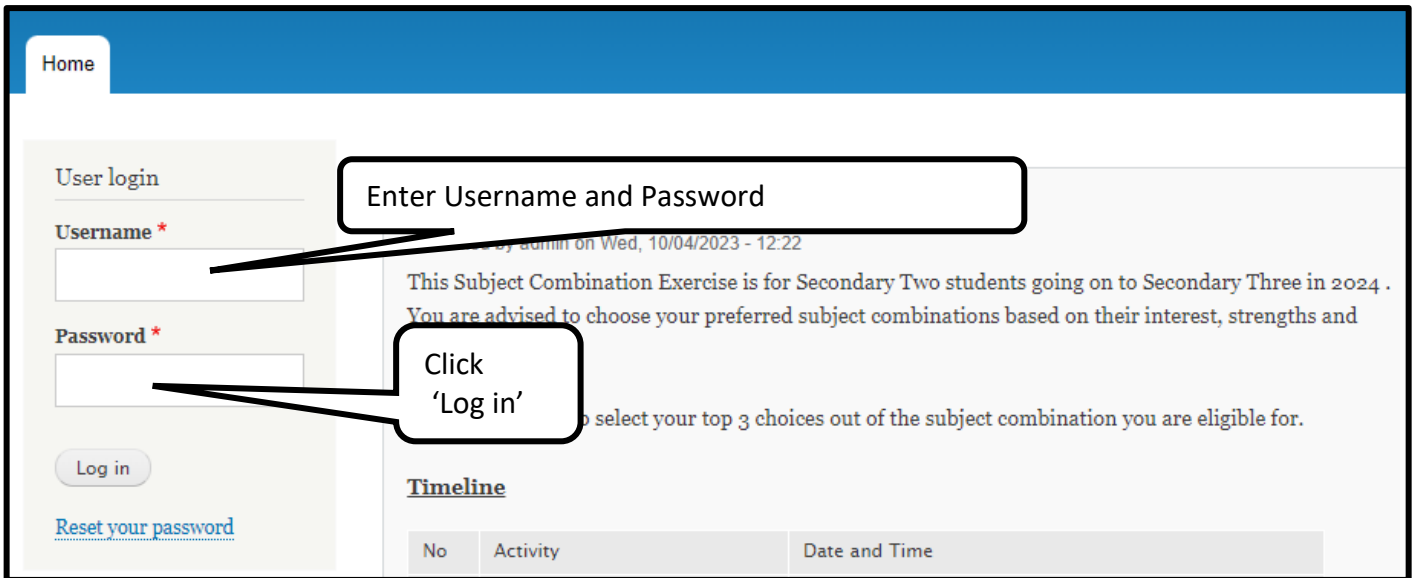 Home
User login
Username *
Password *
Log in
Reset your password
Enter Username and Password
by admin on Wed, 10/04/2023 - 12:22
This Subject Combination Exercise is for Secondary Two students going on to Secondary Three in 2024 .
You are advised to choose your preferred subject combinations based on their interest, strengths and
Click
'Log in'
select your top 3 choices out of the subject combination you are eligible for.
Timeline
No Activity Date and Time